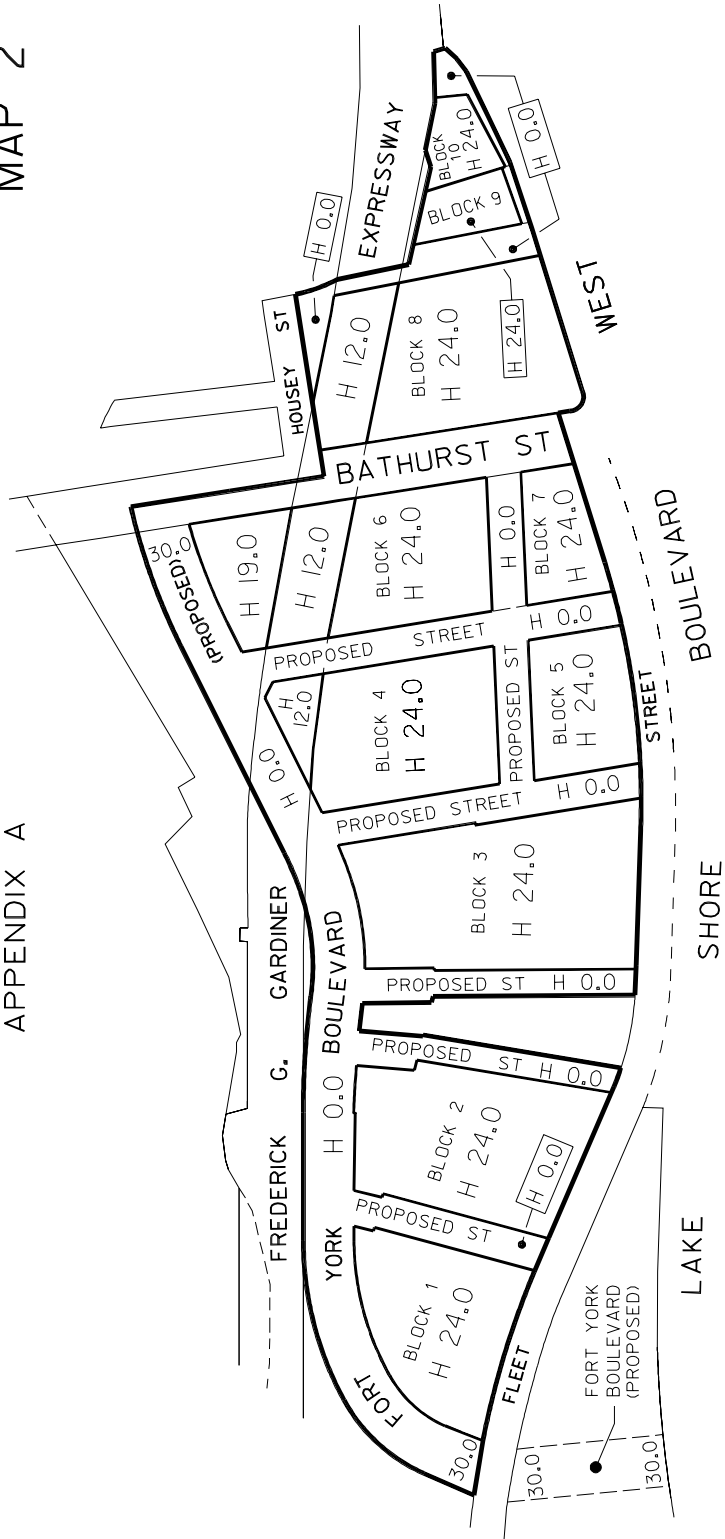 APPENDIX A
MAP 2
FREDERICK G. GARDINER EXPRESSWAY
HOUSEY ST
H 0.0
FORT YORK BOULEVARD
(PROPOSED)
30.0
30.0
H 0.0
H 0.0
BLOCK 1
H 24.0
PROPOSED ST
H 0.0
BLOCK 2
H 24.0
PROPOSED ST H 0.0
PROPOSED ST H 0.0
BLOCK 3
H 24.0
PROPOSED STREET H 0.0
H 12.0
BLOCK 4
H 24.0
PROPOSED ST
BLOCK 5
H 24.0
PROPOSED STREET H 0.0
H 19.0
H 12.0
BLOCK 6
H 24.0
H 0.0
BLOCK 7
H 24.0
BATHURST ST
H 12.0
BLOCK 8
H 24.0
H 24.0
BLOCK 9
BLOCK 10
H 24.0
H 0.0
FLEET STREET
FORT YORK
BOULEVARD
(PROPOSED)
30.0
30.0
LAKE SHORE BOULEVARD WEST